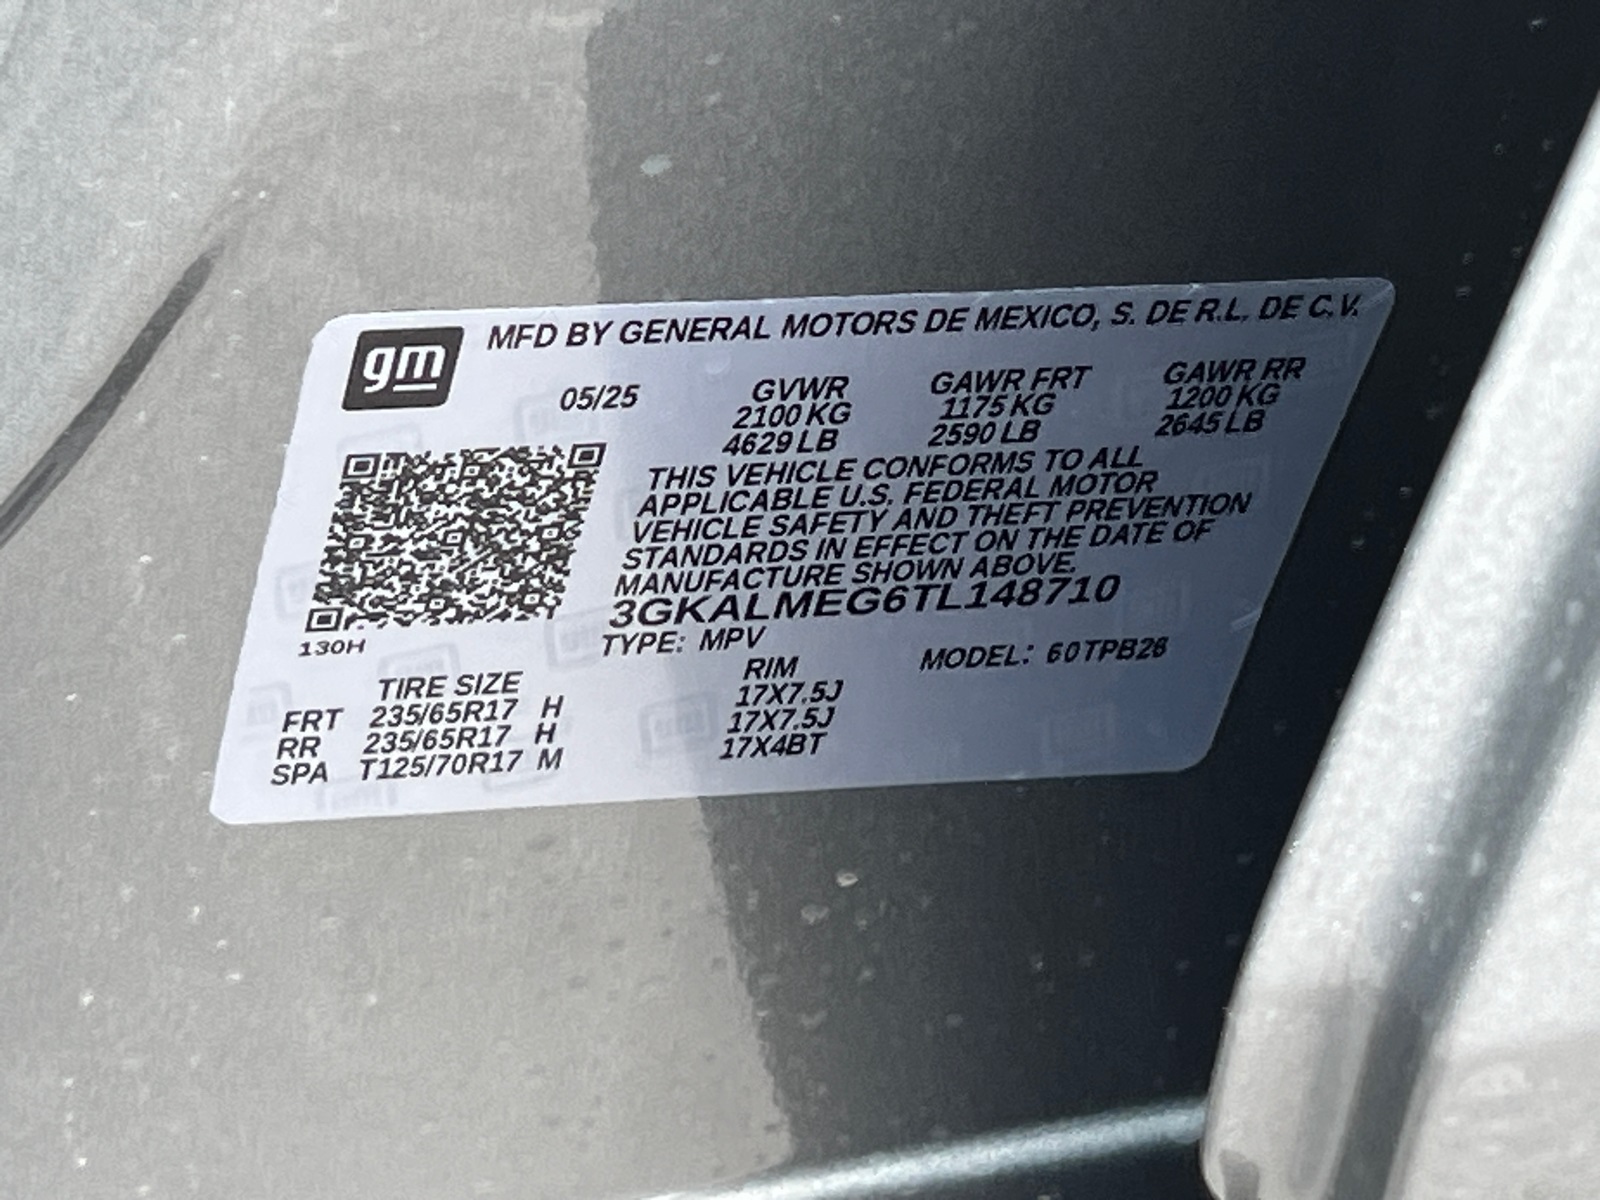 gm
MFD BY GENERAL MOTORS DE MEXICO, S. DE R.L. DE C.V.
05/25 GVWR GAWR FRT GAWR RR
2100 KG 1175 KG 1200 KG
4629 LB 2590 LB 2645 LB
THIS VEHICLE CONFORMS TO ALL
APPLICABLE U.S. FEDERAL MOTOR
VEHICLE SAFETY AND THEFT PREVENTION
STANDARDS IN EFFECT ON THE DATE OF
MANUFACTURE SHOWN ABOVE.
3GKALMEG6TL148710
130H
TYPE: MPV MODEL: 60TPB26
TIRE SIZE RIM
FRT 235/65R17 H 17X7.5J
RR 235/65R17 H 17X7.5J
SPA T125/70R17 M 17X4BT